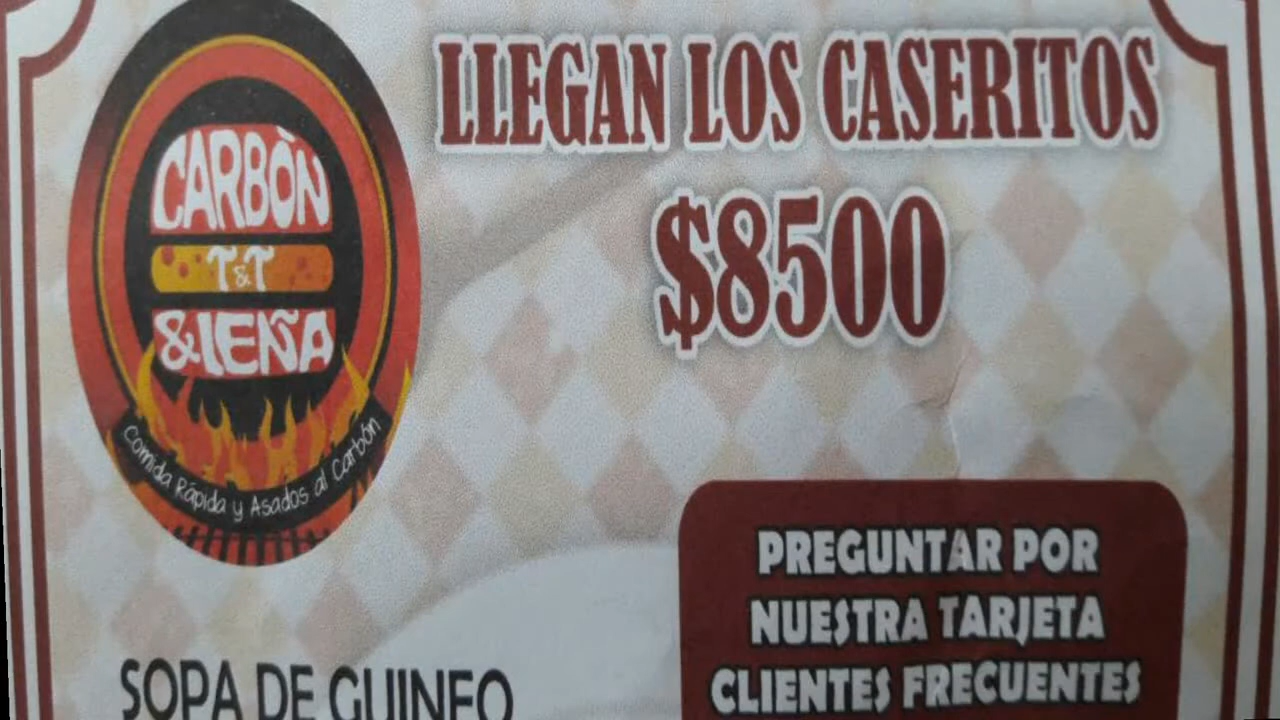 LLEGAN LOS CASERITOS
$8500
CARBÒN
T&T
&lEÑA
Comida Rápida y Asados al Carbón
PREGUNTAR POR
NUESTRA TARJETA
CLIENTES FRECUENTES
SOPA DE GUINEO